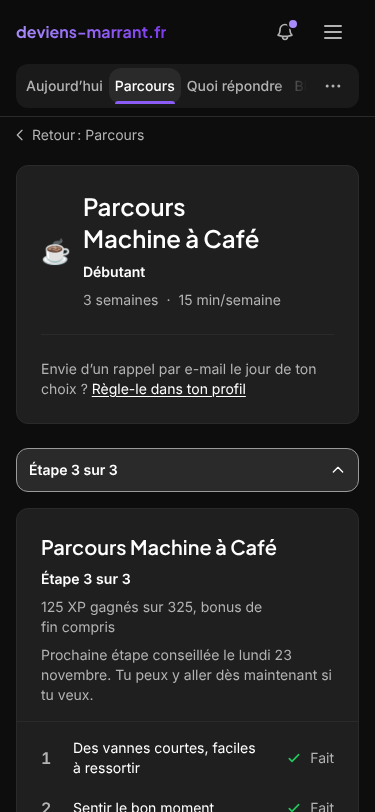 deviens-marrant.fr
Aujourd’hui Parcours Quoi répondre
Retour : Parcours
Parcours
Machine à Café
Débutant
3 semaines · 15 min/semaine
Envie d’un rappel par e-mail le jour de ton
choix ? Règle-le dans ton profil
Étape 3 sur 3
Parcours Machine à Café
Étape 3 sur 3
125 XP gagnés sur 325, bonus de
fin compris
Prochaine étape conseillée le lundi 23
novembre. Tu peux y aller dès maintenant si
tu veux.
1 Des vannes courtes, faciles
à ressortir
Fait
2 Sentir le bon moment
Fait